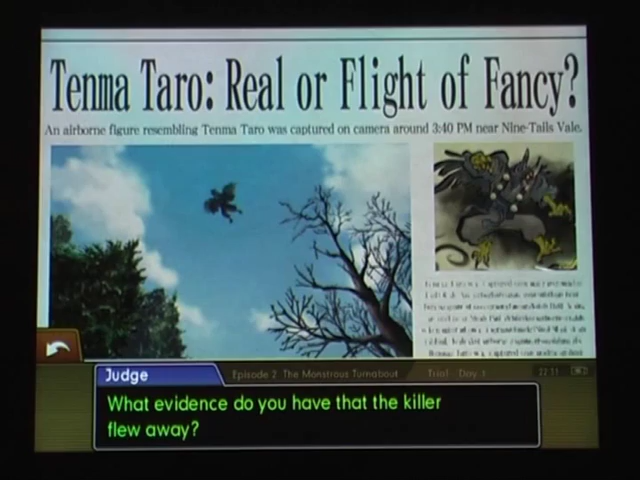 Tenma Taro: Real or Flight of Fancy?
An airborne figure resembling Tenma Taro was captured on camera around 3:40 PM near Nine-Tails Vale.
Judge
Episode 2 The Monstrous Turnabout
Trial Day 1
22:51
What evidence do you have that the killer
flew away?